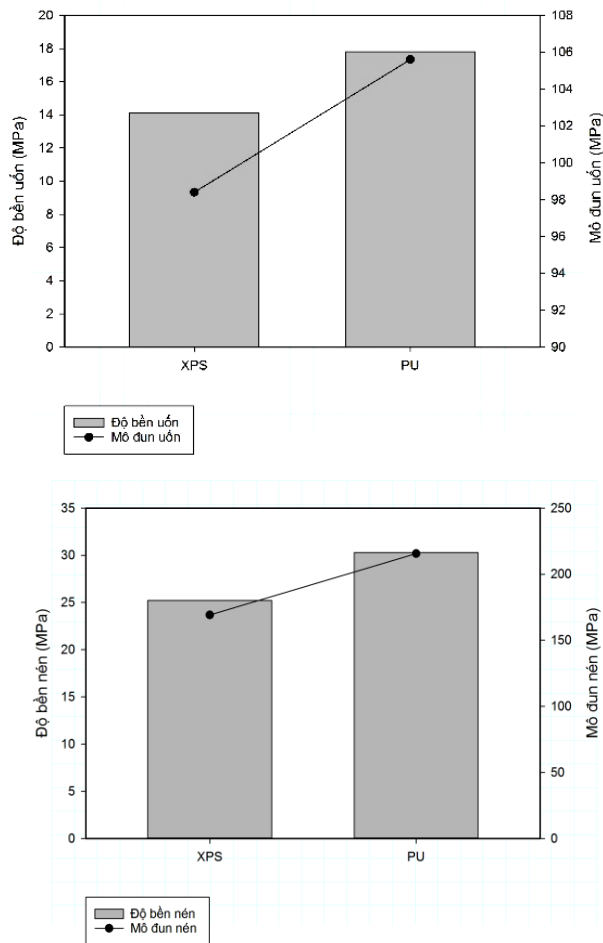 20
18
16
14
12
10
8
6
4
2
0
Độ bền uốn (MPa)
108
106
104
102
100
98
96
94
92
90
Mô đun uốn (MPa)
XPS
PU
Độ bền uốn
Mô đun uốn
35
30
25
20
15
10
5
0
Độ bền nén (MPa)
250
200
150
100
50
0
Mô đun nén (MPa)
XPS
PU
Độ bền nén
Mô đun nén